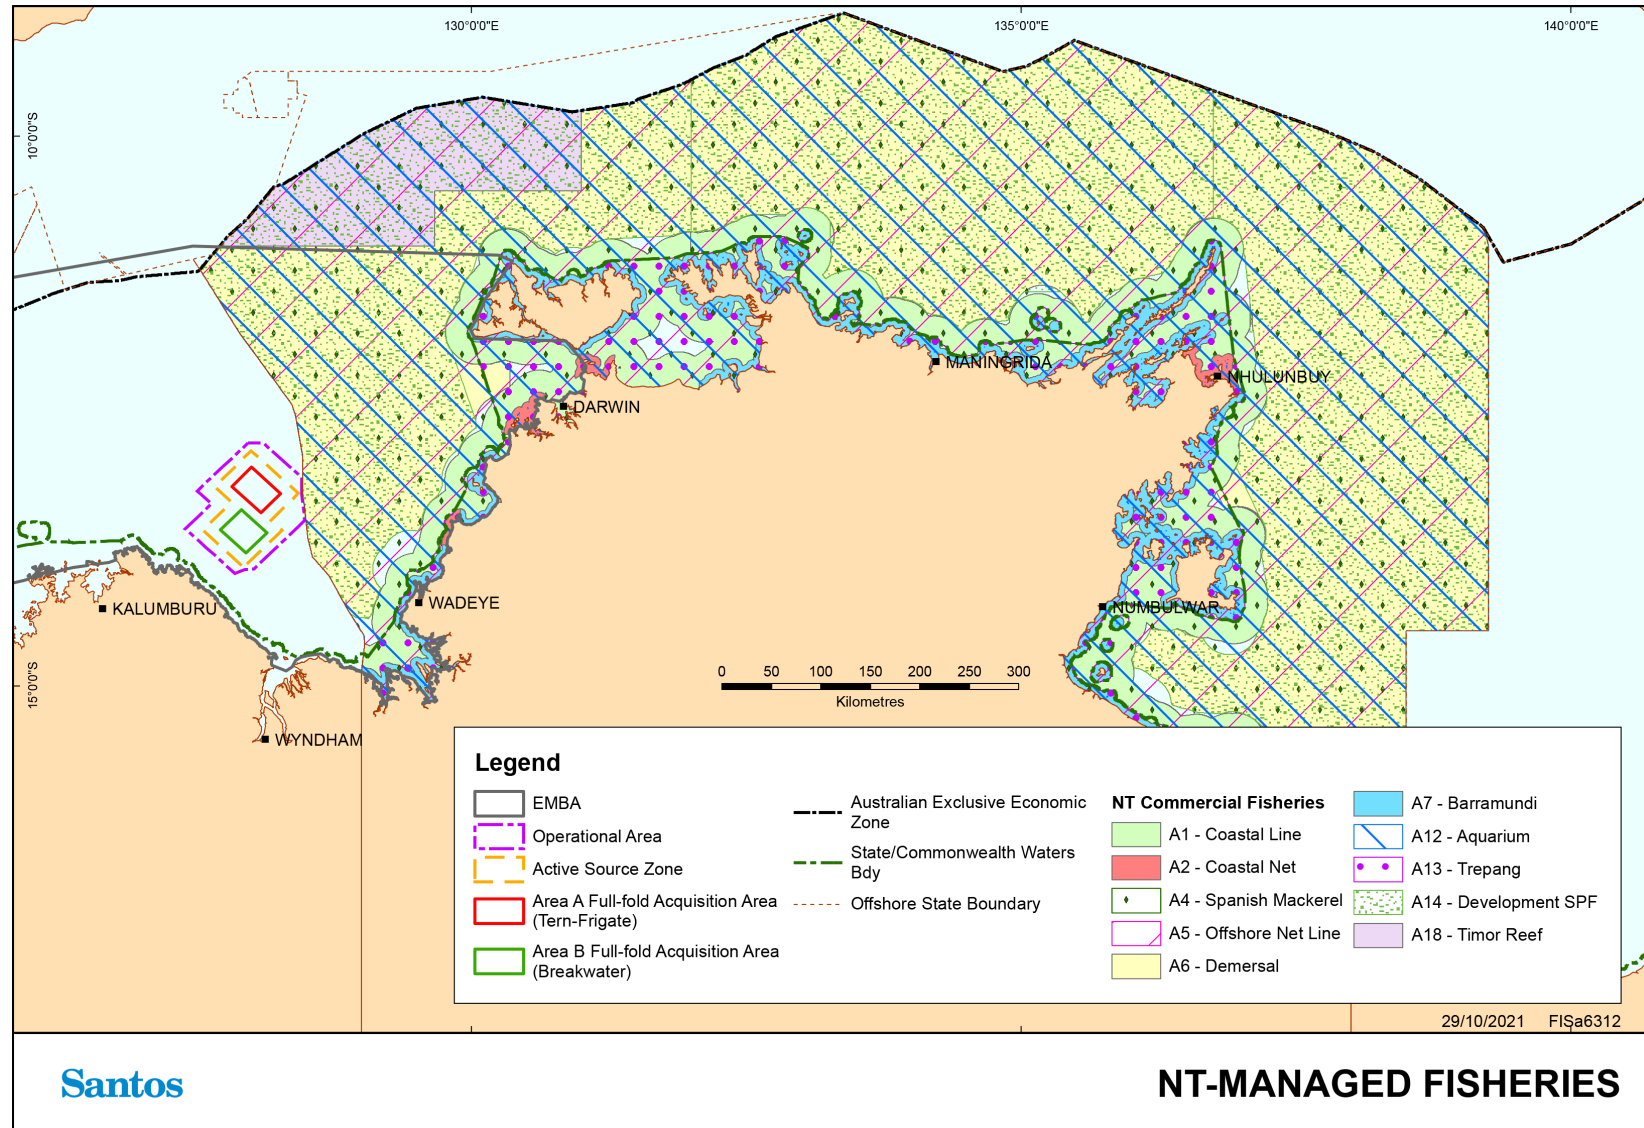 130°0'0"E
135°0'0"E
140°0'0"E
10°0'0"S
MANINGRIDA
NHULUNBUY
DARWIN
WADEYE
KALUMBURU
NUMBULWAR
15°0'0"S
WYNDHAM
0 50 100 150 200 250 300
Kilometres
Legend
EMBA
Operational Area
Active Source Zone
Area A Full-fold Acquisition Area
(Tern-Frigate)
Area B Full-fold Acquisition Area
(Breakwater)
Australian Exclusive Economic
Zone
State/Commonwealth Waters
Bdy
Offshore State Boundary
NT Commercial Fisheries
A1 - Coastal Line
A2 - Coastal Net
A4 - Spanish Mackerel
A5 - Offshore Net Line
A6 - Demersal
A7 - Barramundi
A12 - Aquarium
A13 - Trepang
A14 - Development SPF
A18 - Timor Reef
29/10/2021 FISa6312
Santos
NT-MANAGED FISHERIES